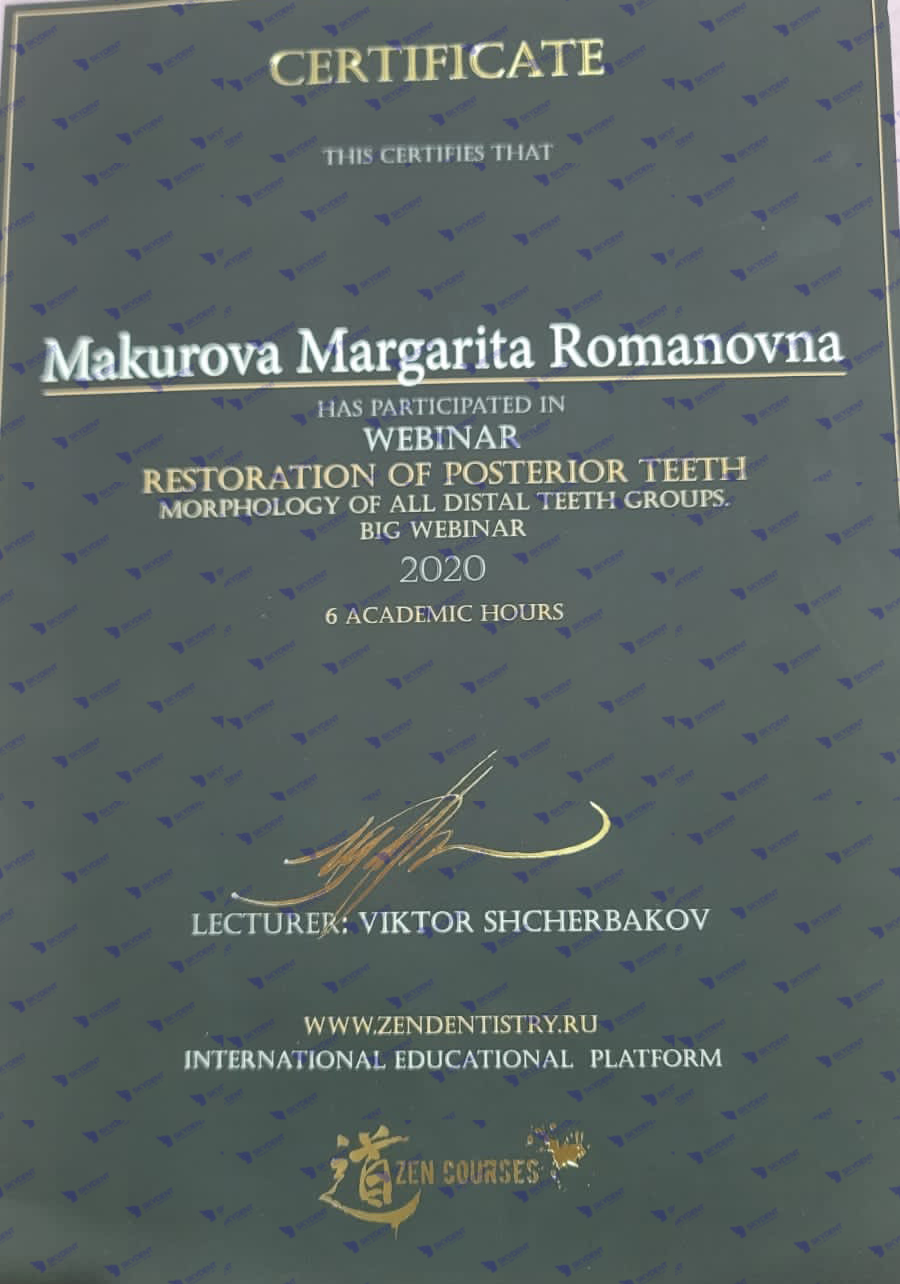 CERTIFICATE
THIS CERTIFIES THAT
Makurova Margarita Romanovna
HAS PARTICIPATED IN
WEBINAR
RESTORATION OF POSTERIOR TEETH
MORPHOLOGY OF ALL DISTAL TEETH GROUPS.
BIG WEBINAR
2020
6 ACADEMIC HOURS
LECTURER: VIKTOR SHCHERBAKOV
WWW.ZENDENTISTRY.RU
INTERNATIONAL EDUCATIONAL PLATFORM
道 ZEN COURSES